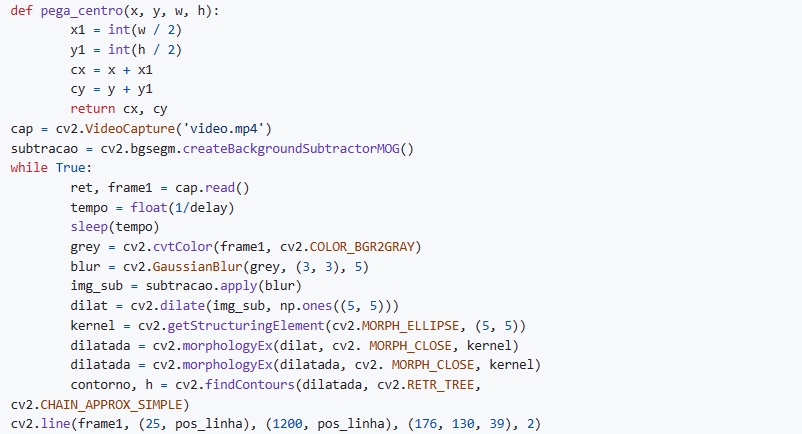 def pega_centro(x, y, w, h):
        x1 = int(w / 2)
        y1 = int(h / 2)
        cx = x + x1
        cy = y + y1
        return cx, cy
cap = cv2.VideoCapture('video.mp4')
subtracao = cv2.bgsegm.createBackgroundSubtractorMOG()
while True:
        ret, frame1 = cap.read()
        tempo = float(1/delay)
        sleep(tempo)
        grey = cv2.cvtColor(frame1, cv2.COLOR_BGR2GRAY)
        blur = cv2.GaussianBlur(grey, (3, 3), 5)
        img_sub = subtracao.apply(blur)
        dilat = cv2.dilate(img_sub, np.ones((5, 5)))
        kernel = cv2.getStructuringElement(cv2.MORPH_ELLIPSE, (5, 5))
        dilatada = cv2.morphologyEx(dilat, cv2. MORPH_CLOSE, kernel)
        dilatada = cv2.morphologyEx(dilatada, cv2. MORPH_CLOSE, kernel)
        contorno, h = cv2.findContours(dilatada, cv2.RETR_TREE,
cv2.CHAIN_APPROX_SIMPLE)
cv2.line(frame1, (25, pos_linha), (1200, pos_linha), (176, 130, 39), 2)